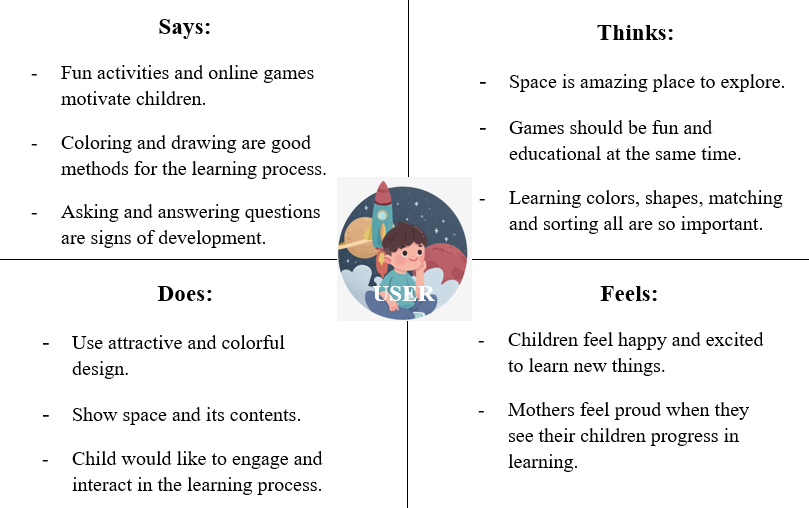 Says:
- Fun activities and online games
motivate children.
- Coloring and drawing are good
methods for the learning process.
- Asking and answering questions
are signs of development.
Thinks:
- Space is amazing place to explore.
- Games should be fun and
educational at the same time.
- Learning colors, shapes, matching
and sorting all are so important.
USER
Does:
- Use attractive and colorful
design.
- Show space and its contents.
- Child would like to engage and
interact in the learning process.
Feels:
- Children feel happy and excited
to learn new things.
- Mothers feel proud when they
see their children progress in
learning.